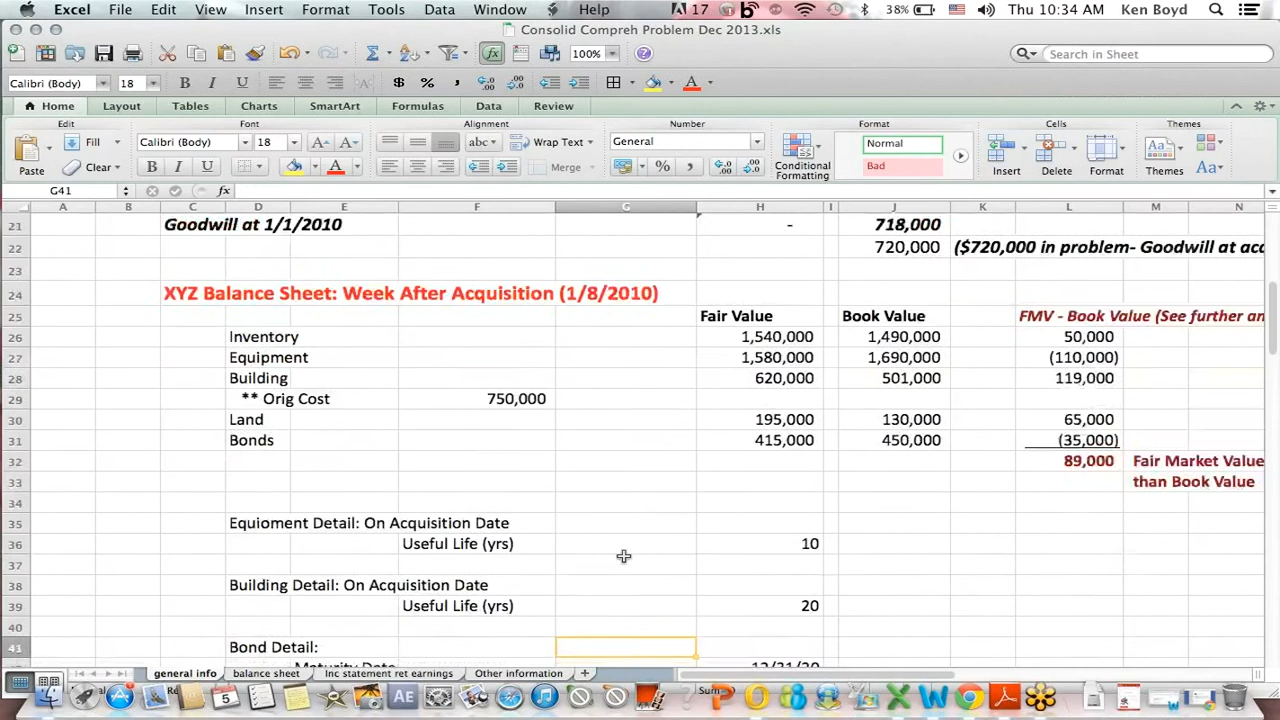 Excel File Edit View Insert Format Tools Data Window Help 17 38% Thu 10:34 AM Ken Boyd
Consolid Compreh Problem Dec 2013.xls
100% Search in Sheet
Calibri (Body) 18 B I U $ %
Home Layout Tables Charts SmartArt Formulas Data Review
Edit Font Alignment Number Format Cells Themes
Fill Calibri (Body) 18 abc Wrap Text General Normal
Paste Clear B I U Merge % Conditional Formatting Bad Insert Delete Format Themes Aa
G41 fx
A B C D E F G H I J K L M N
21 Goodwill at 1/1/2010 - 718,000
22 720,000 ($720,000 in problem- Goodwill at acq
23
24 XYZ Balance Sheet: Week After Acquisition (1/8/2010)
25 Fair Value Book Value FMV - Book Value (See further an
26 Inventory 1,540,000 1,490,000 50,000
27 Equipment 1,580,000 1,690,000 (110,000)
28 Building 620,000 501,000 119,000
29 ** Orig Cost 750,000
30 Land 195,000 130,000 65,000
31 Bonds 415,000 450,000 (35,000)
32 89,000 Fair Market Value
33 than Book Value
34
35 Equioment Detail: On Acquisition Date
36 Useful Life (yrs) 10
37
38 Building Detail: On Acquisition Date
39 Useful Life (yrs) 20
40
41 Bond Detail:
Maturity Date 12/31/20
general info balance sheet Inc statement ret earnings Other information
Sum